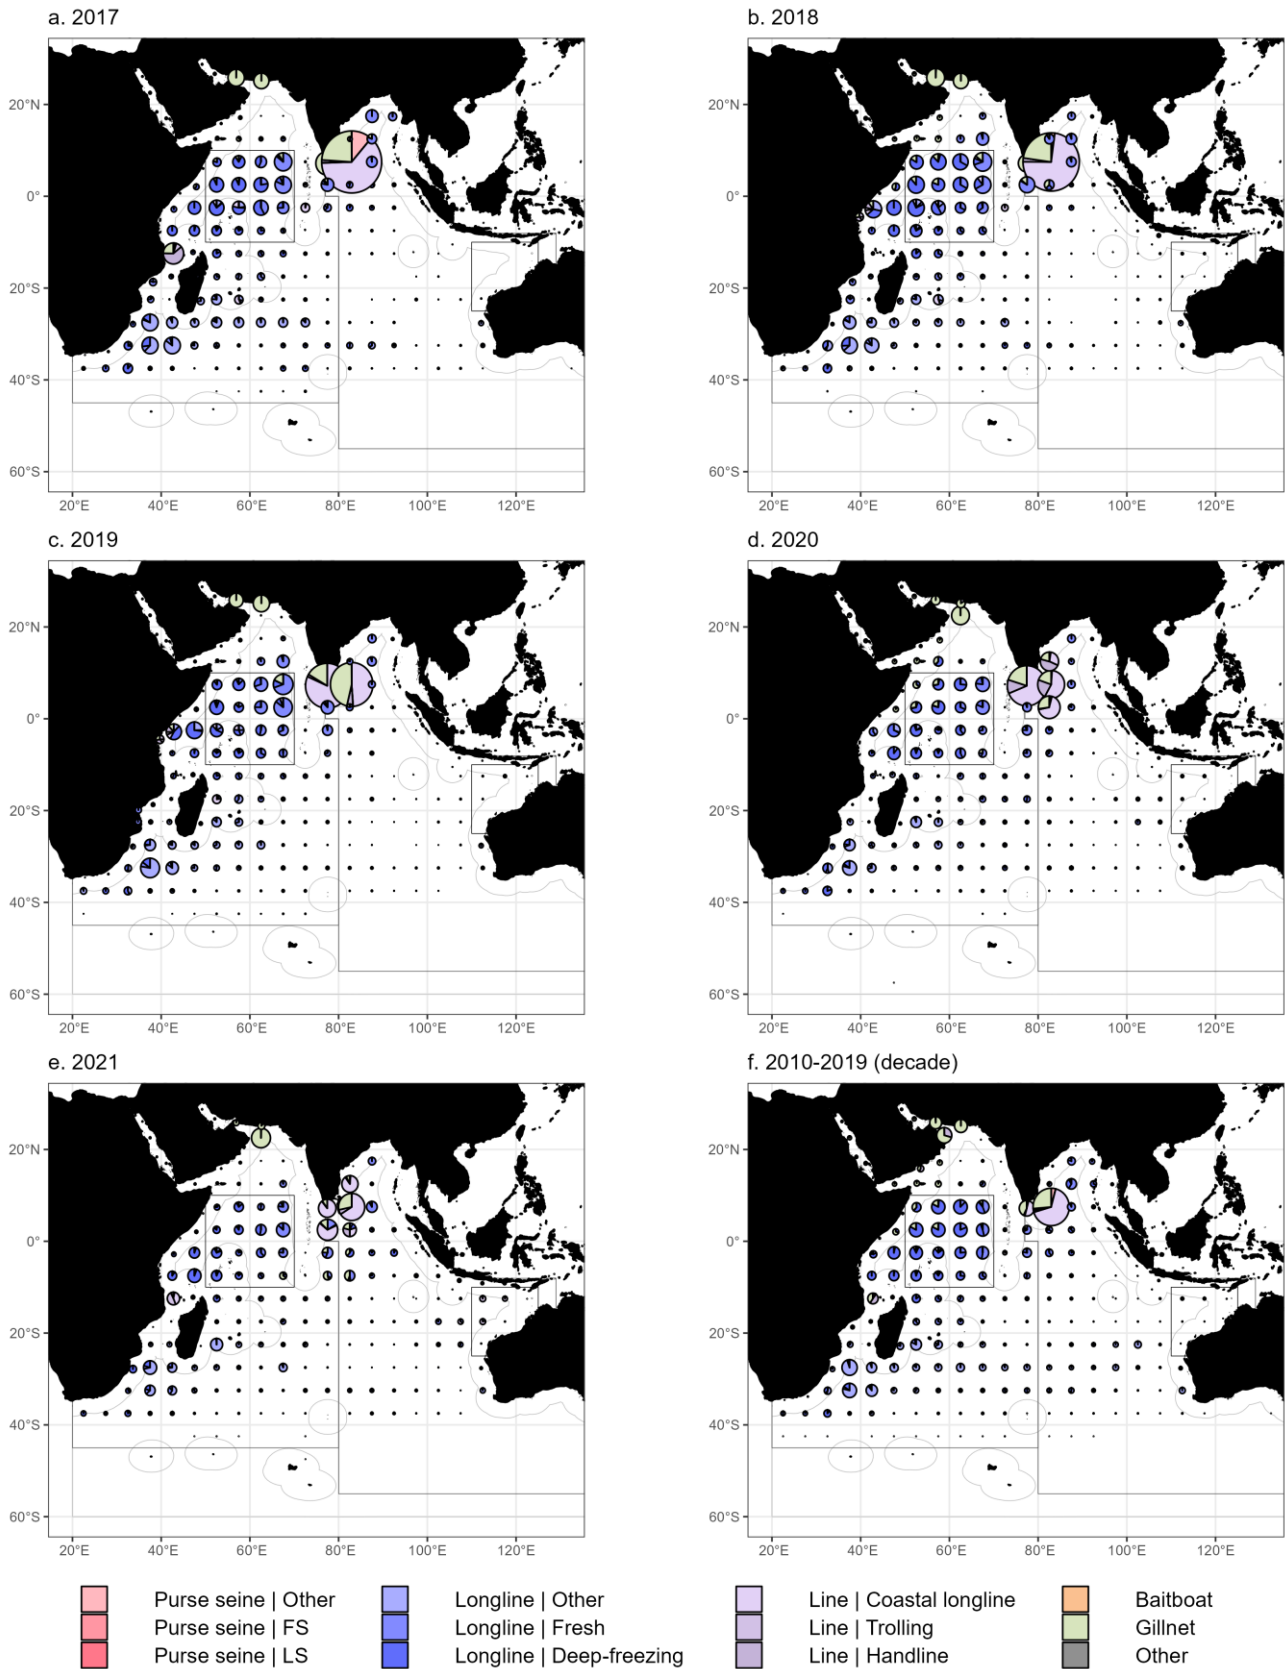 a. 2017
20°N
0°
20°S
40°S
60°S
20°E 40°E 60°E 80°E 100°E 120°E
b. 2018
20°N
0°
20°S
40°S
60°S
20°E 40°E 60°E 80°E 100°E 120°E
c. 2019
20°N
0°
20°S
40°S
60°S
20°E 40°E 60°E 80°E 100°E 120°E
d. 2020
20°N
0°
20°S
40°S
60°S
20°E 40°E 60°E 80°E 100°E 120°E
e. 2021
20°N
0°
20°S
40°S
60°S
20°E 40°E 60°E 80°E 100°E 120°E
f. 2010-2019 (decade)
20°N
0°
20°S
40°S
60°S
20°E 40°E 60°E 80°E 100°E 120°E
Purse seine | Other
Purse seine | FS
Purse seine | LS
Longline | Other
Longline | Fresh
Longline | Deep-freezing
Line | Coastal longline
Line | Trolling
Line | Handline
Baitboat
Gillnet
Other